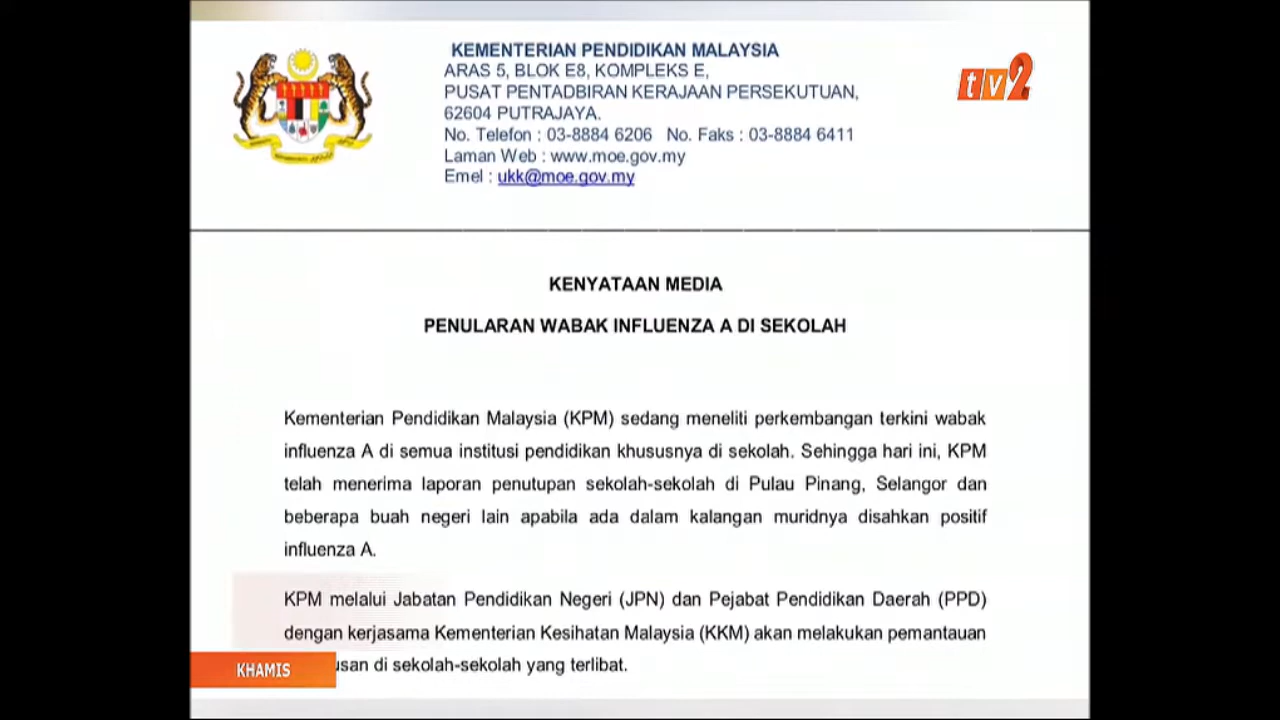 KEMENTERIAN PENDIDIKAN MALAYSIA
ARAS 5, BLOK E8, KOMPLEKS E,
PUSAT PENTADBIRAN KERAJAAN PERSEKUTUAN,
62604 PUTRAJAYA.
No. Telefon : 03-8884 6206 No. Faks : 03-8884 6411
Laman Web : www.moe.gov.my
Emel : ukk@moe.gov.my
tv2
KENYATAAN MEDIA
PENULARAN WABAK INFLUENZA A DI SEKOLAH
Kementerian Pendidikan Malaysia (KPM) sedang meneliti perkembangan terkini wabak
influenza A di semua institusi pendidikan khususnya di sekolah. Sehingga hari ini, KPM
telah menerima laporan penutupan sekolah-sekolah di Pulau Pinang, Selangor dan
beberapa buah negeri lain apabila ada dalam kalangan muridnya disahkan positif
influenza A.
KPM melalui Jabatan Pendidikan Negeri (JPN) dan Pejabat Pendidikan Daerah (PPD)
dengan kerjasama Kementerian Kesihatan Malaysia (KKM) akan melakukan pemantauan
di sekolah-sekolah yang terlibat.
KHAMIS